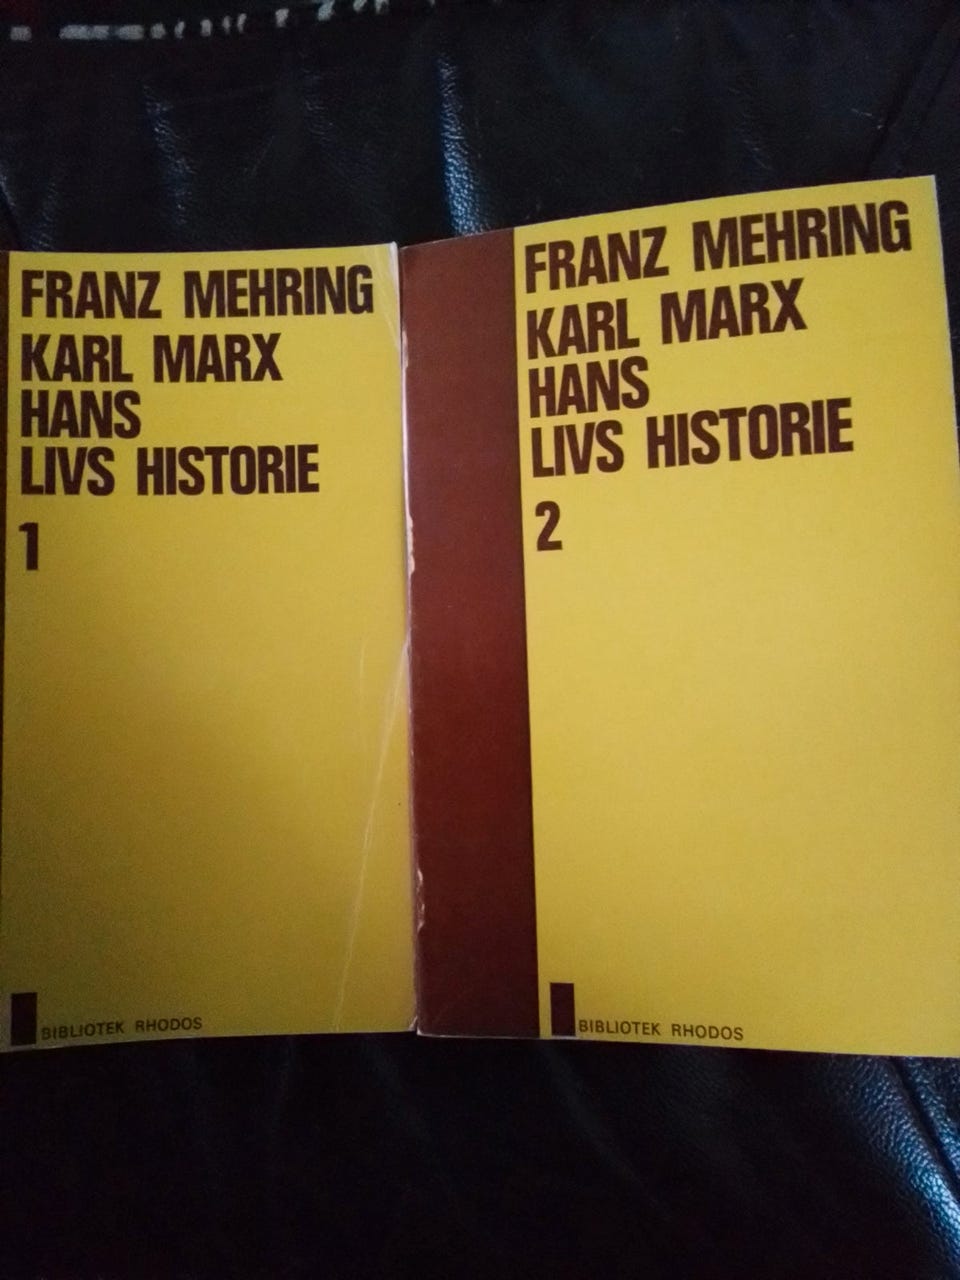 FRANZ MEHRING
KARL MARX
HANS
LIVS HISTORIE
1
BIBLIOTEK RHODOS
FRANZ MEHRING
KARL MARX
HANS
LIVS HISTORIE
2
BIBLIOTEK RHODOS